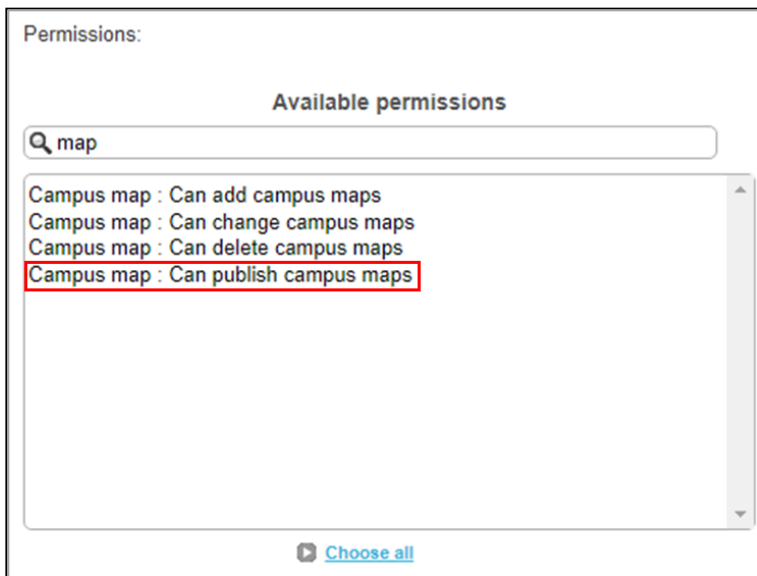 Permissions:
Available permissions
map
Campus map : Can add campus maps
Campus map : Can change campus maps
Campus map : Can delete campus maps
Campus map : Can publish campus maps
Choose all